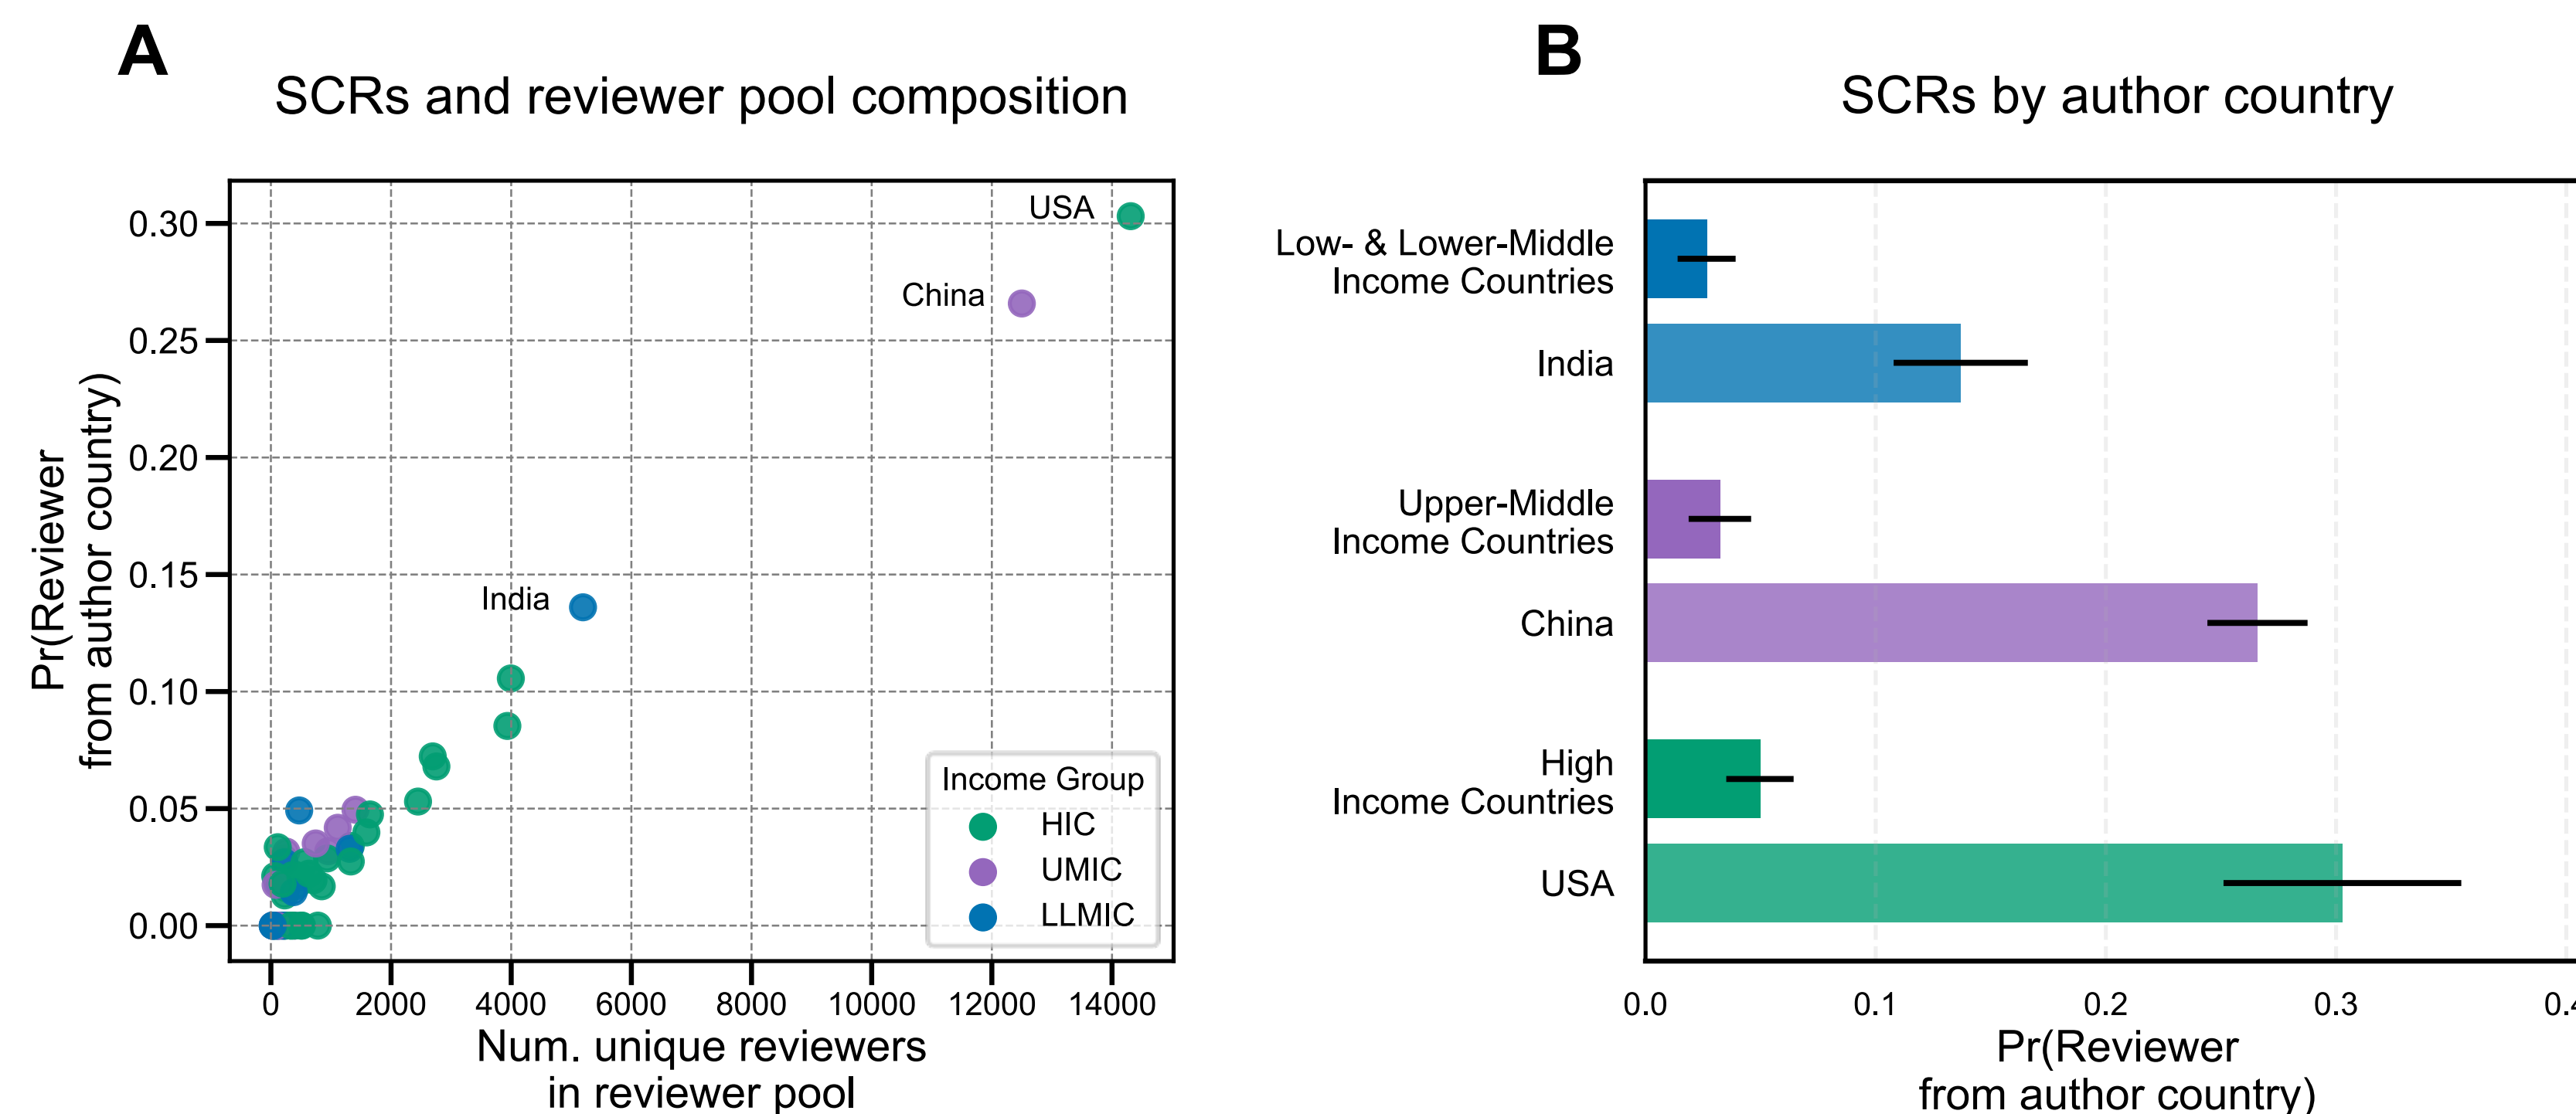 A
SCRs and reviewer pool composition
Pr(Reviewer
from author country)
0.30
0.25
0.20
0.15
0.10
0.05
0.00
USA
China
India
Income Group
HIC
UMIC
LLMIC
0 2000 4000 6000 8000 10000 12000 14000
Num. unique reviewers
in reviewer pool
B
SCRs by author country
Low- & Lower-Middle
Income Countries
India
Upper-Middle
Income Countries
China
High
Income Countries
USA
0.0 0.1 0.2 0.3
Pr(Reviewer
from author country)